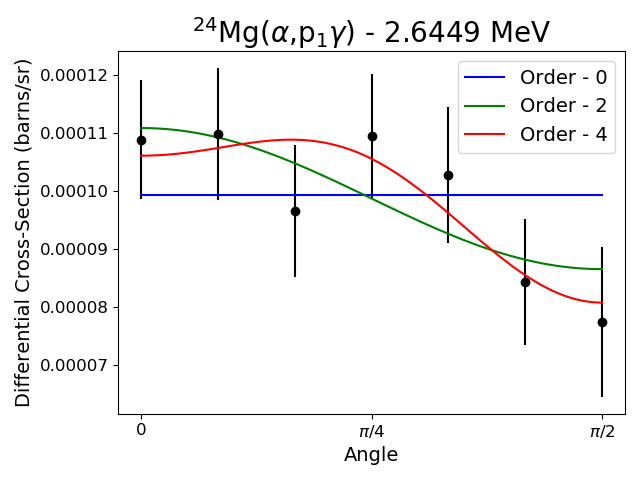 ²⁴Mg(α,p₁γ) - 2.6449 MeV
Differential Cross-Section (barns/sr)
0.00012
0.00011
0.00010
0.00009
0.00008
0.00007
Order - 0
Order - 2
Order - 4
0
π/4
π/2
Angle